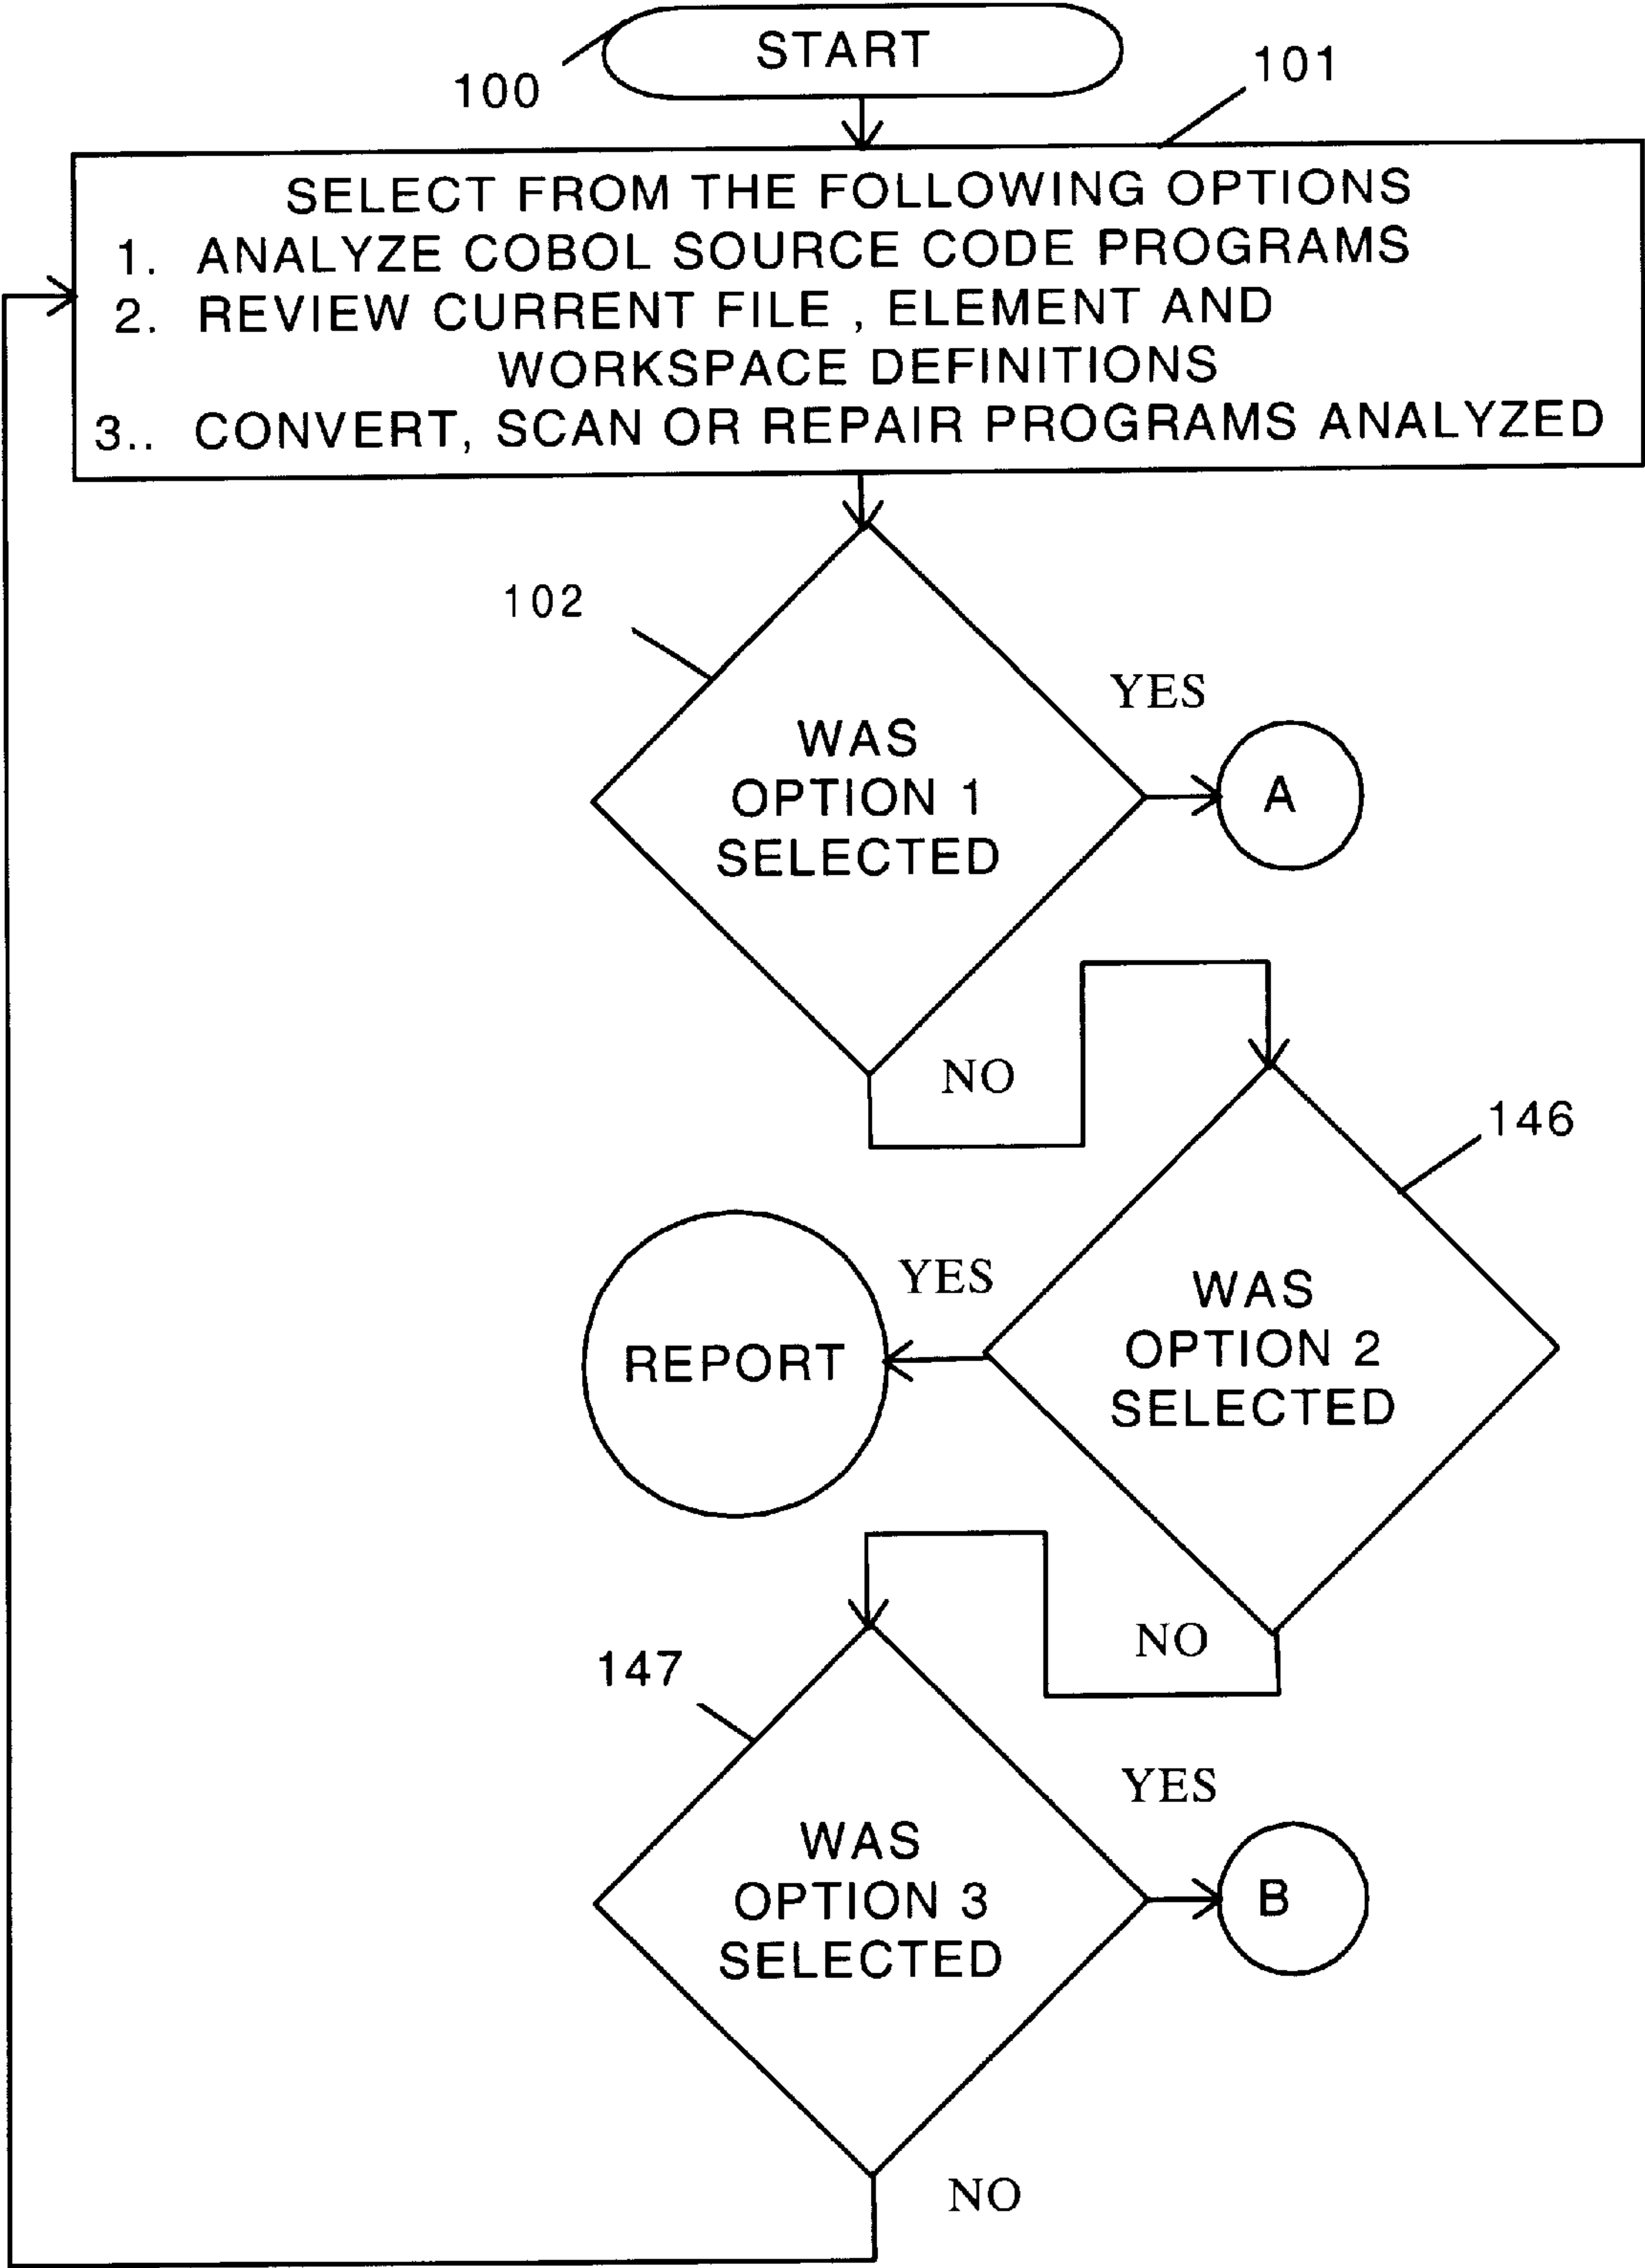 START
100
101
SELECT FROM THE FOLLOWING OPTIONS
1. ANALYZE COBOL SOURCE CODE PROGRAMS
2. REVIEW CURRENT FILE , ELEMENT AND
WORKSPACE DEFINITIONS
3.. CONVERT, SCAN OR REPAIR PROGRAMS ANALYZED
102
YES
WAS
OPTION 1
SELECTED
A
NO
146
YES
WAS
OPTION 2
SELECTED
REPORT
NO
147
YES
WAS
OPTION 3
SELECTED
B
NO